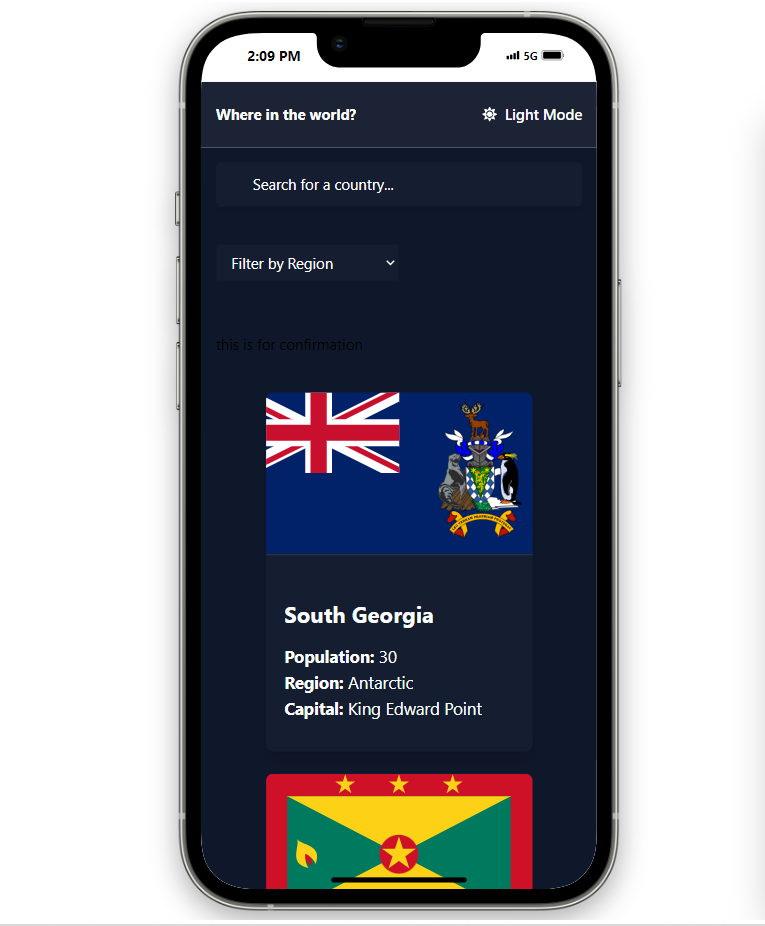 2:09 PM
5G
Where in the world?
Light Mode
Search for a country...
Filter by Region
this is for confirmation
South Georgia
Population: 30
Region: Antarctic
Capital: King Edward Point